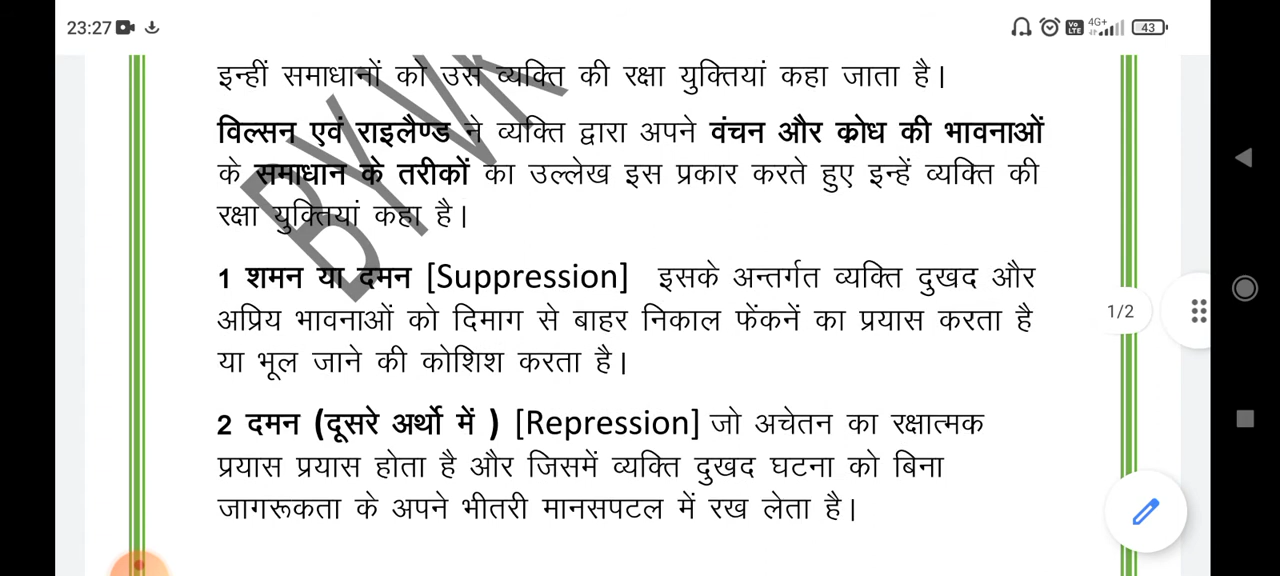 23:27
4G+
Vo
LTE
43
इन्हीं समाधानों को उस व्यक्ति की रक्षा युक्तियां कहा जाता है।
विल्सन एवं राइलैण्ड ने व्यक्ति द्वारा अपने वंचन और क्रोध की भावनाओं
के समाधान के तरीकों का उल्लेख इस प्रकार करते हुए इन्हें व्यक्ति की
रक्षा युक्तियां कहा है।
1 शमन या दमन [Suppression] इसके अन्तर्गत व्यक्ति दुखद और
अप्रिय भावनाओं को दिमाग से बाहर निकाल फेंकनें का प्रयास करता है
या भूल जाने की कोशिश करता है।
1/2
2 दमन (दूसरे अर्थो में ) [Repression] जो अचेतन का रक्षात्मक
प्रयास प्रयास होता है और जिसमें व्यक्ति दुखद घटना को बिना
जागरूकता के अपने भीतरी मानसपटल में रख लेता है।